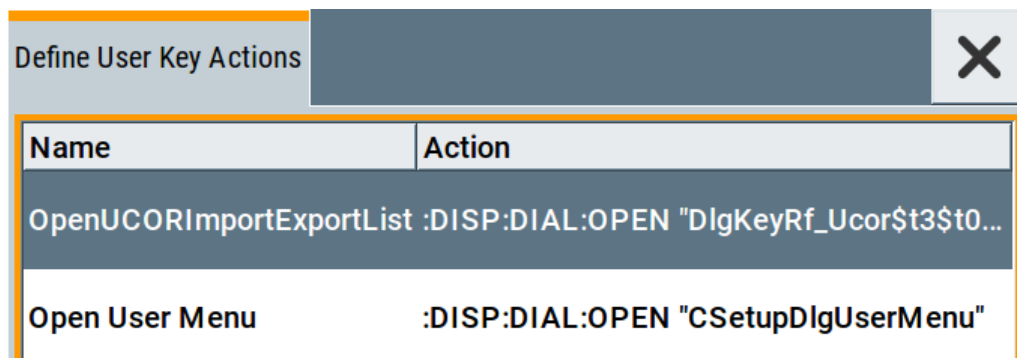 Define User Key Actions
Name Action
OpenUCORImportExportList :DISP:DIAL:OPEN "DlgKeyRf_Ucor$t3$t0...
Open User Menu :DISP:DIAL:OPEN "CSetupDlgUserMenu"